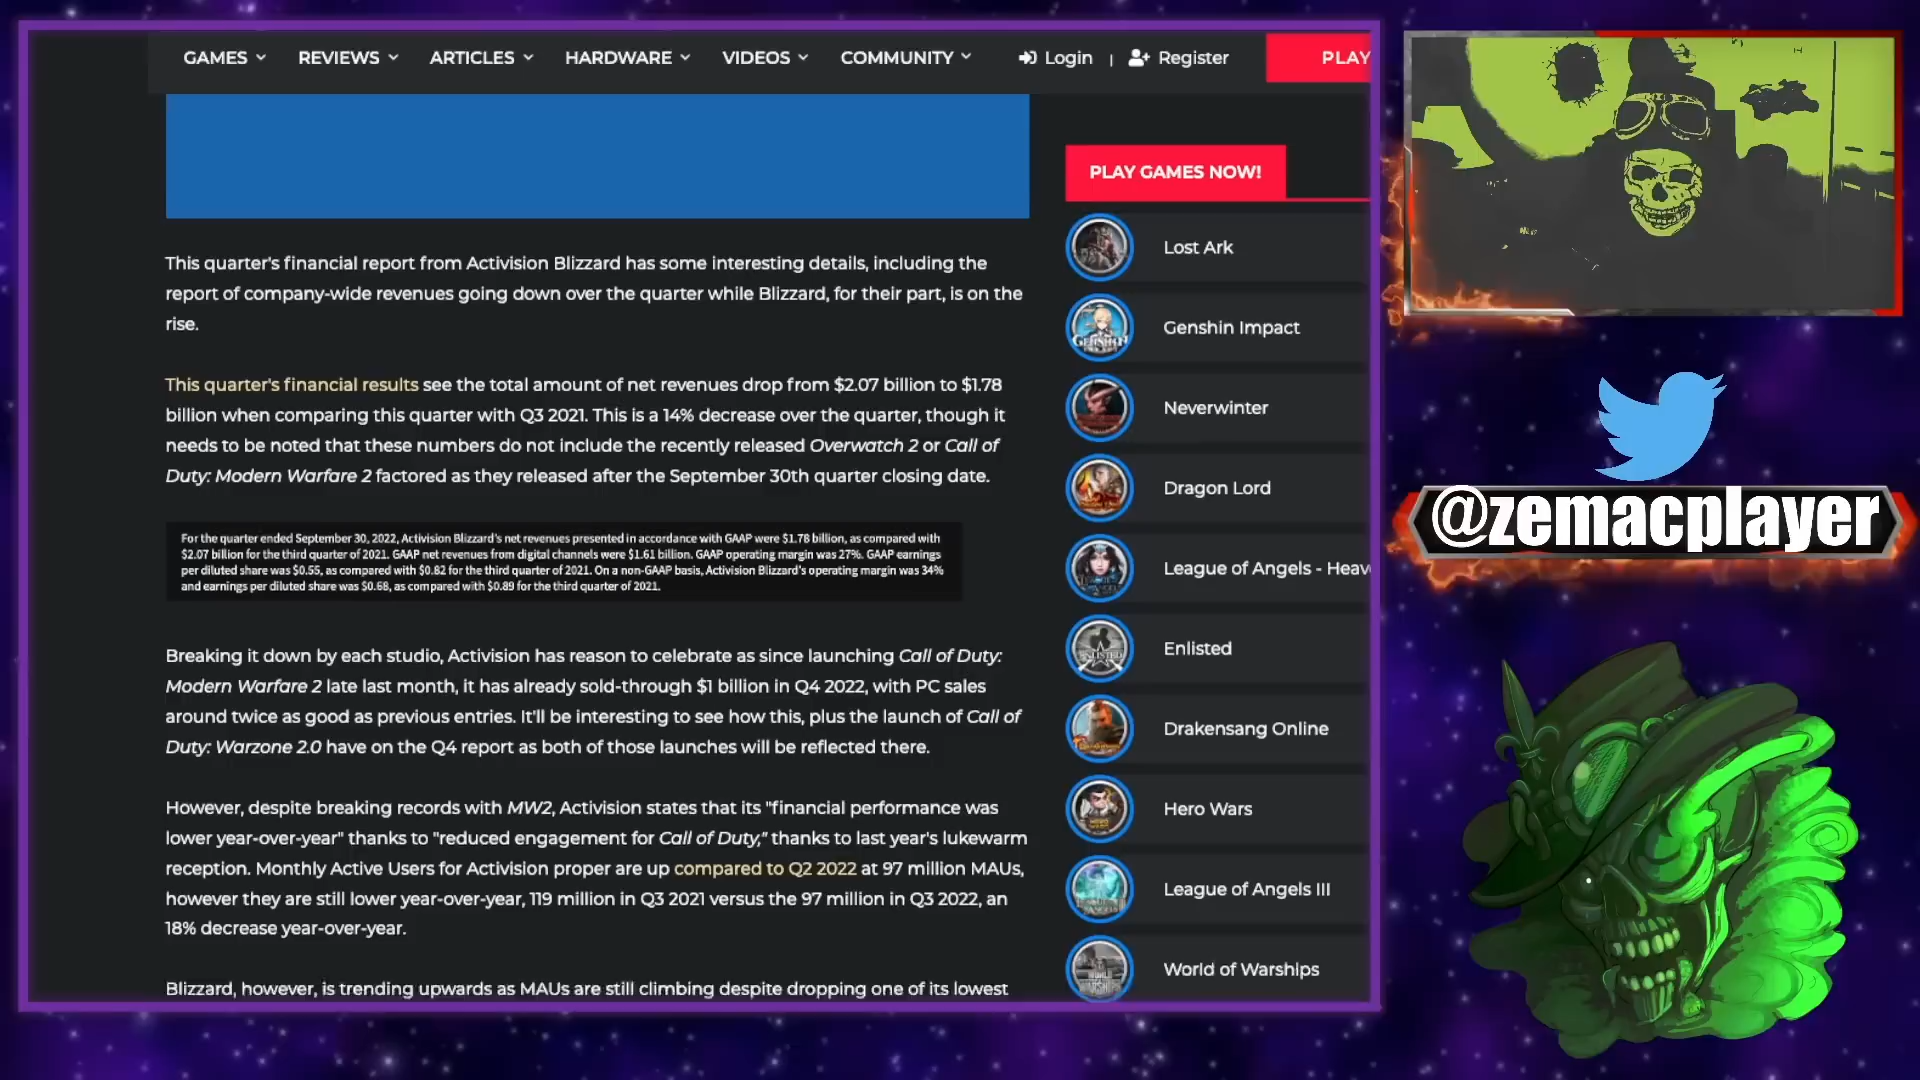 GAMES REVIEWS ARTICLES HARDWARE VIDEOS COMMUNITY Login | Register PLAY
This quarter's financial report from Activision Blizzard has some interesting details, including the
report of company-wide revenues going down over the quarter while Blizzard, for their part, is on the
rise.
This quarter's financial results see the total amount of net revenues drop from $2.07 billion to $1.78
billion when comparing this quarter with Q3 2021. This is a 14% decrease over the quarter, though it
needs to be noted that these numbers do not include the recently released Overwatch 2 or Call of
Duty: Modern Warfare 2 factored as they released after the September 30th quarter closing date.
For the quarter ended September 30, 2022, Activision Blizzard's net revenues presented in accordance with GAAP were $1.78 billion, as compared with
$2.07 billion for the third quarter of 2021. GAAP net revenues from digital channels were $1.61 billion. GAAP operating margin was 27%. GAAP earnings
per diluted share was $0.55, as compared with $0.82 for the third quarter of 2021. On a non-GAAP basis, Activision Blizzard's operating margin was 34%
and earnings per diluted share was $0.68, as compared with $0.89 for the third quarter of 2021.
Breaking it down by each studio, Activision has reason to celebrate as since launching Call of Duty:
Modern Warfare 2 late last month, it has already sold-through $1 billion in Q4 2022, with PC sales
around twice as good as previous entries. It'll be interesting to see how this, plus the launch of Call of
Duty: Warzone 2.0 have on the Q4 report as both of those launches will be reflected there.
However, despite breaking records with MW2, Activision states that its "financial performance was
lower year-over-year" thanks to "reduced engagement for Call of Duty," thanks to last year's lukewarm
reception. Monthly Active Users for Activision proper are up compared to Q2 2022 at 97 million MAUs,
however they are still lower year-over-year, 119 million in Q3 2021 versus the 97 million in Q3 2022, an
18% decrease year-over-year.
Blizzard, however, is trending upwards as MAUs are still climbing despite dropping one of its lowest
PLAY GAMES NOW!
Lost Ark
Genshin Impact
Neverwinter
Dragon Lord
League of Angels - Heav
Enlisted
Drakensang Online
Hero Wars
League of Angels III
World of Warships
@zemacplayer